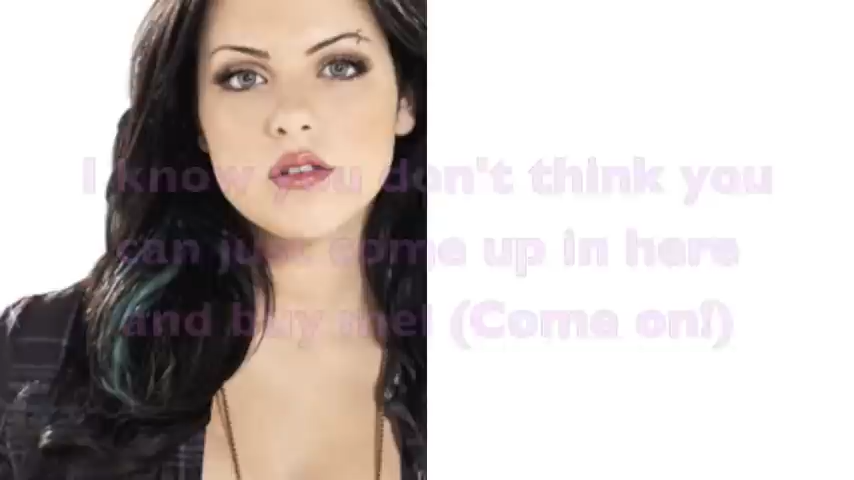 I know you don't think you
can just come up in here
and buy me! (Come on!)